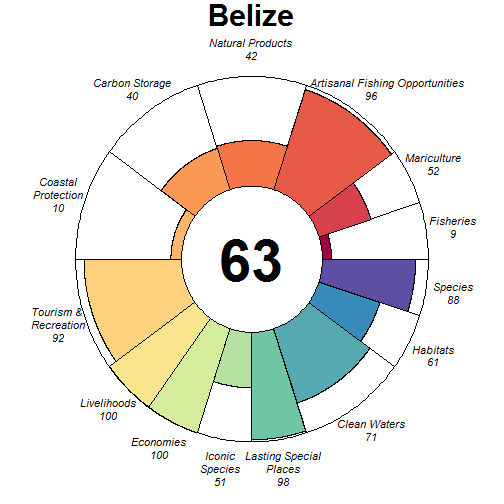 Belize
Natural Products
42
Carbon Storage
40
Artisanal Fishing Opportunities
96
Mariculture
52
Coastal
Protection
10
Fisheries
9
63
Species
88
Tourism &
Recreation
92
Habitats
61
Livelihoods
100
Clean Waters
71
Economies
100
Iconic
Species
51
Lasting Special
Places
98